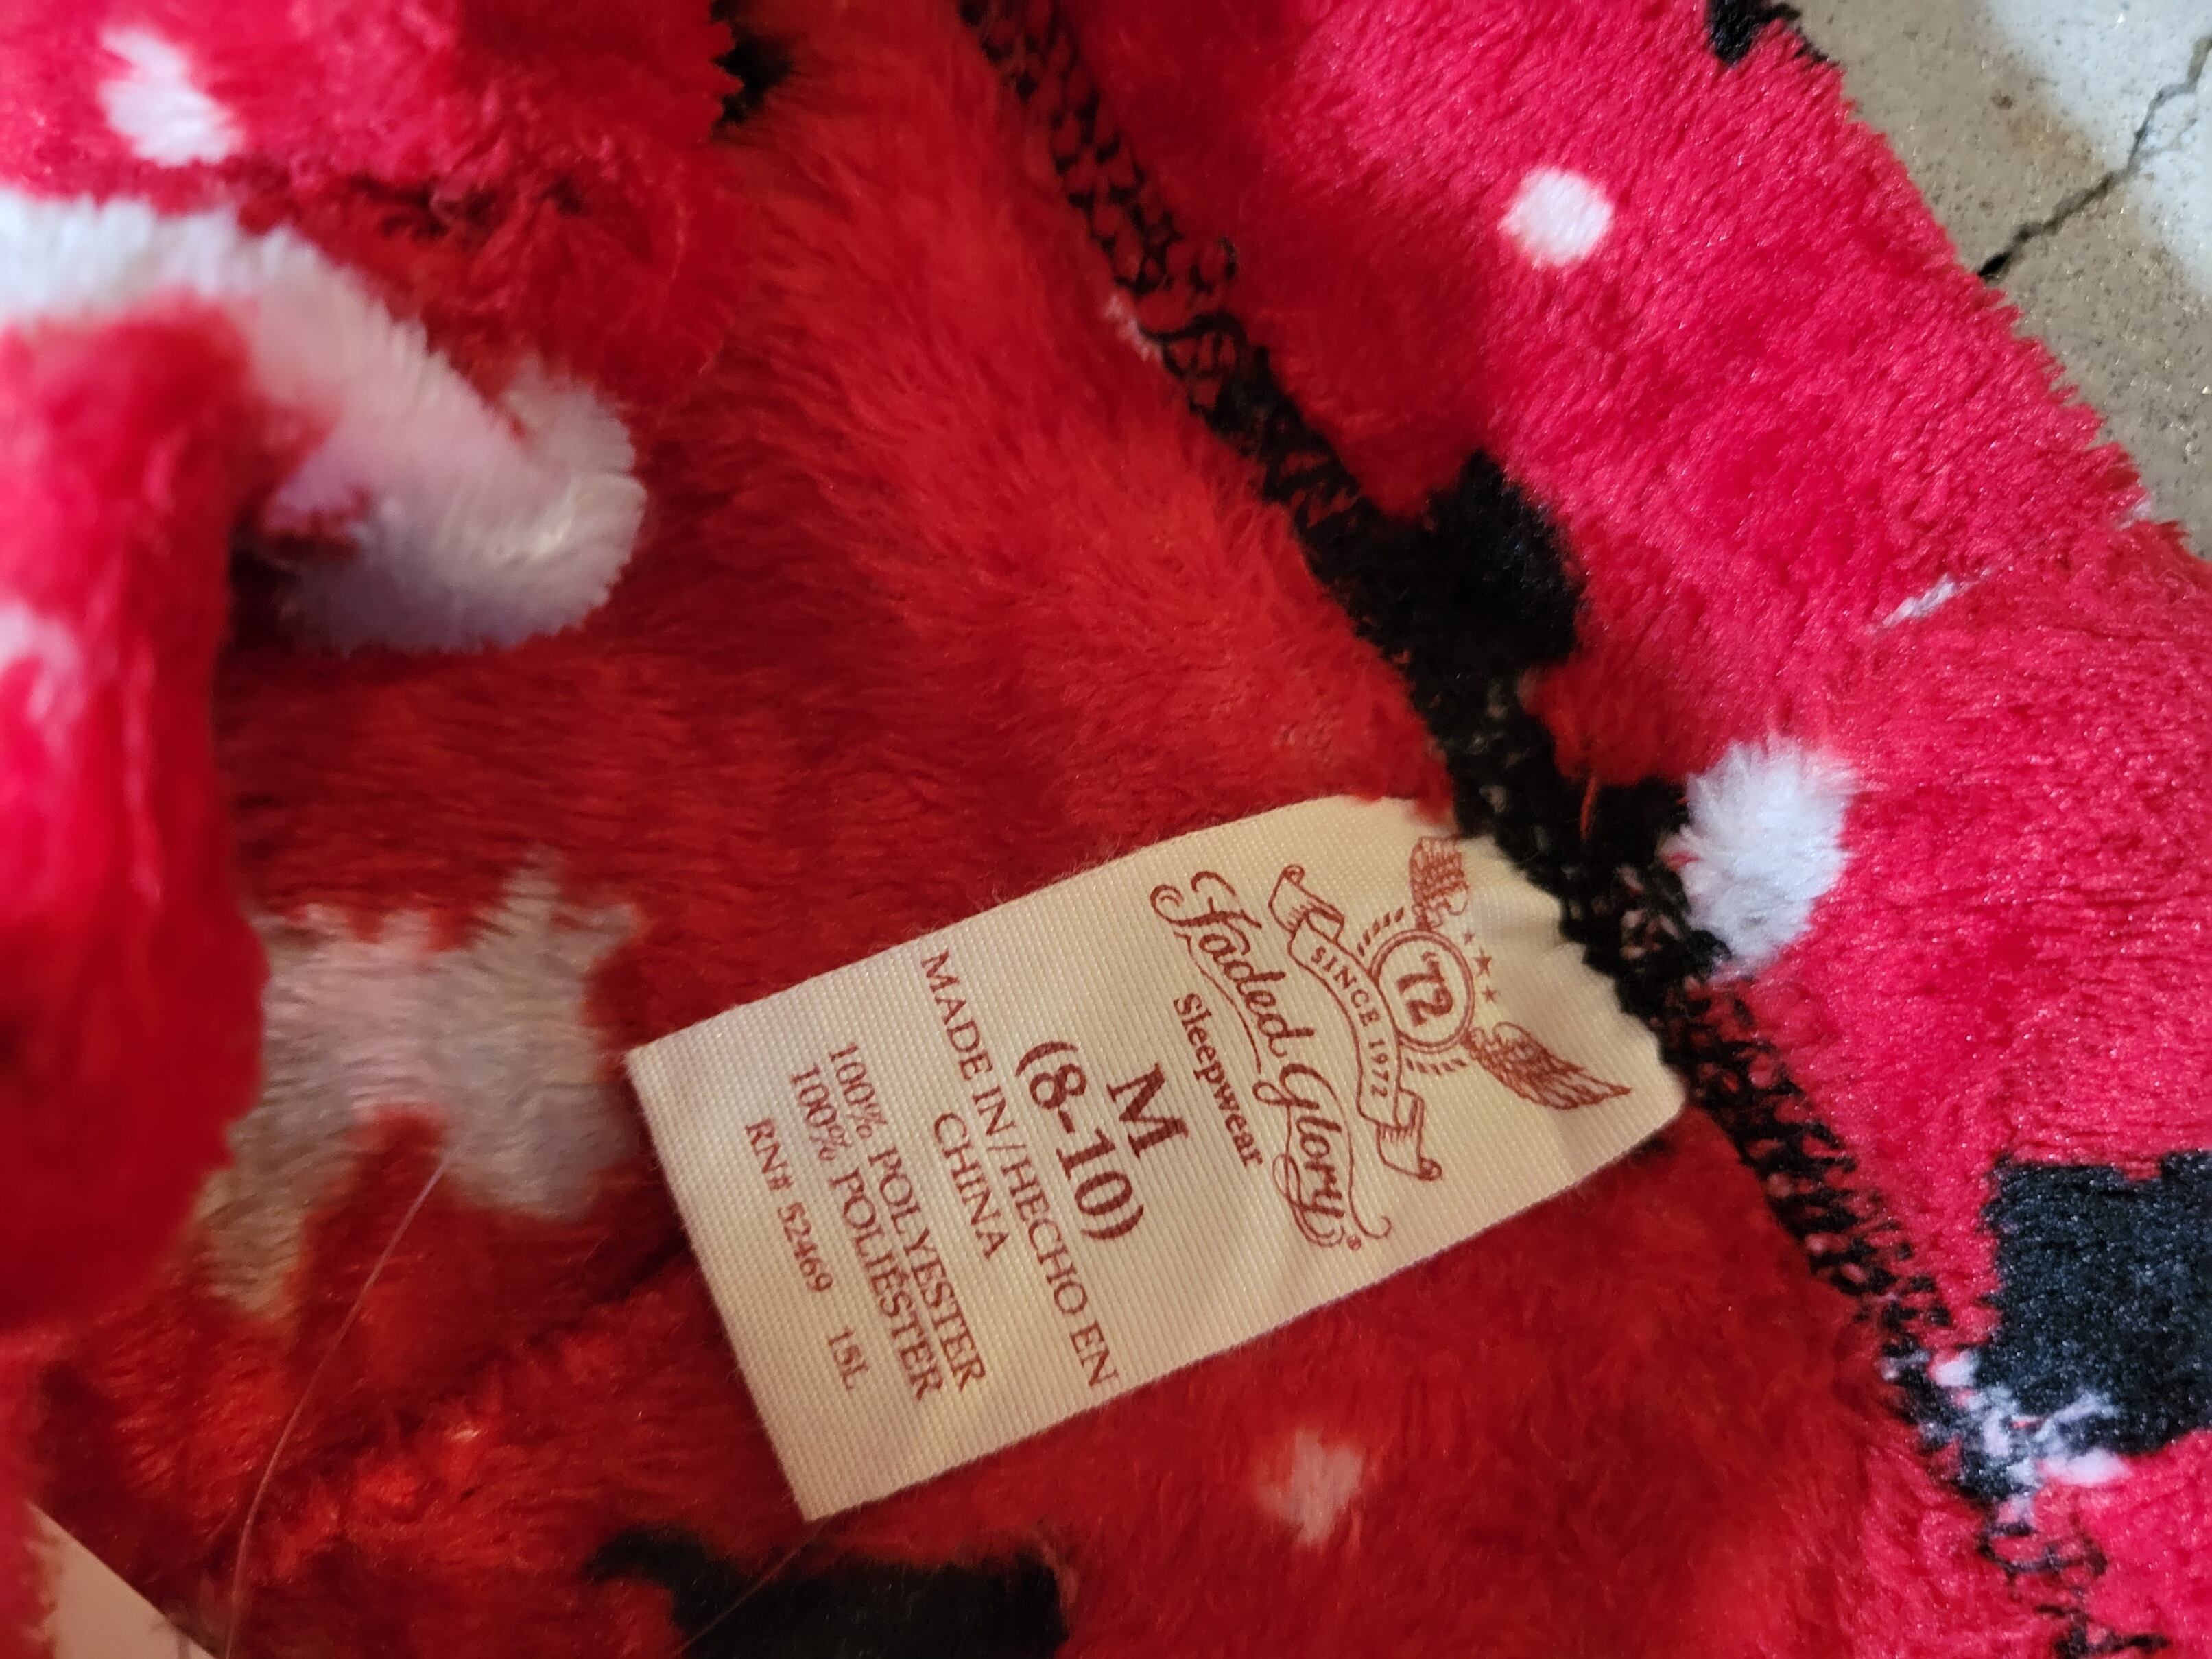 '72
SINCE 1972
Faded Glory®
Sleepwear
M
(8-10)
MADE IN/HECHO EN
CHINA
100% POLYESTER
100% POLIÉSTER
RN# 52469 15L